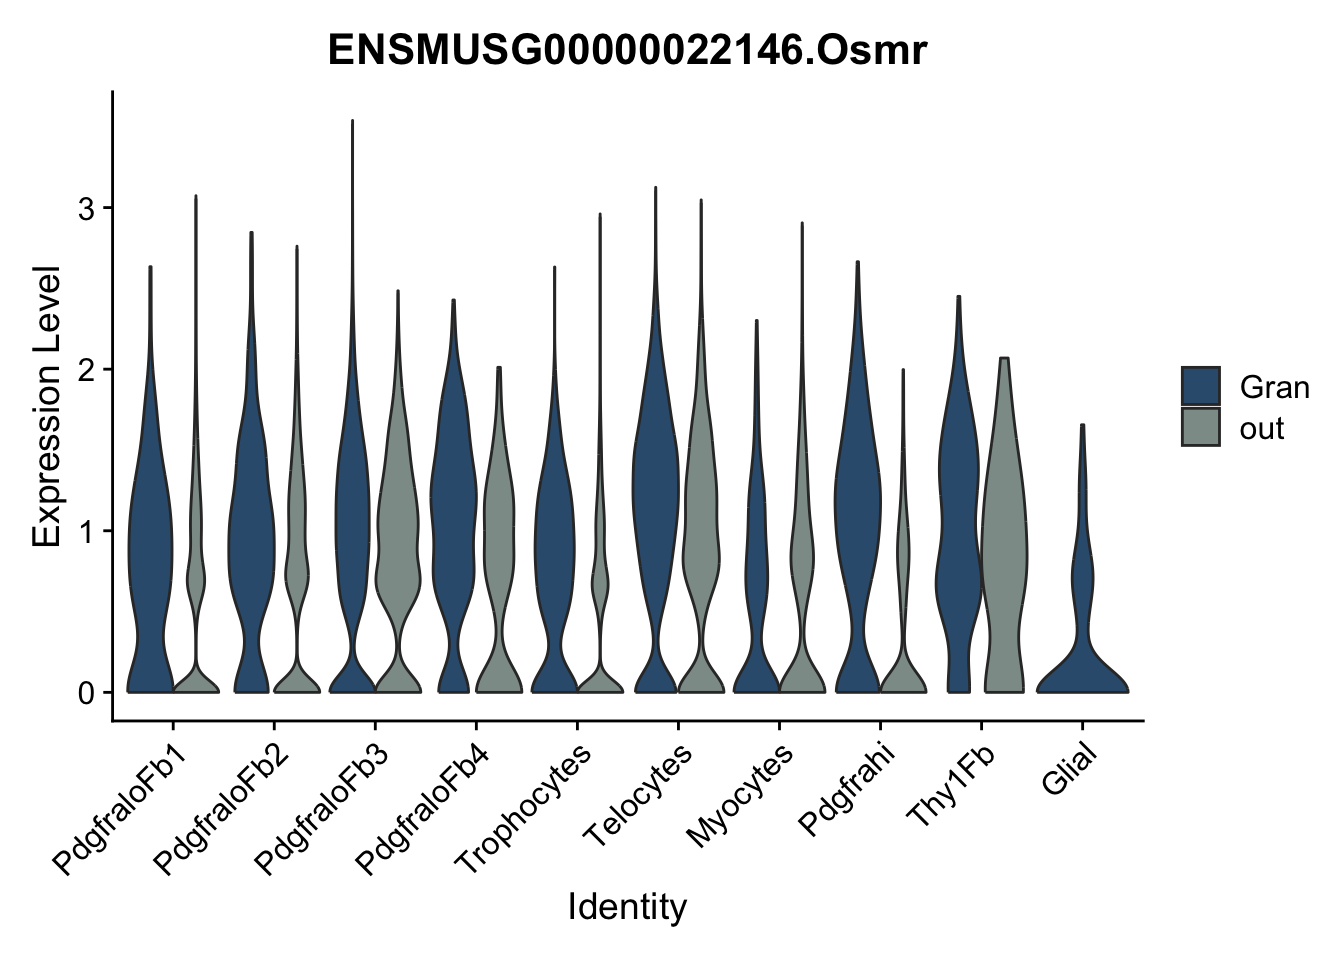 ENSMUSG00000022146.Osmr
Expression Level
3
2
1
0
PdgfraloFb1
PdgfraloFb2
PdgfraloFb3
PdgfraloFb4
Trophocytes
Telocytes
Myocytes
Pdgfrahi
Thy1Fb
Glial
Identity
Gran
out